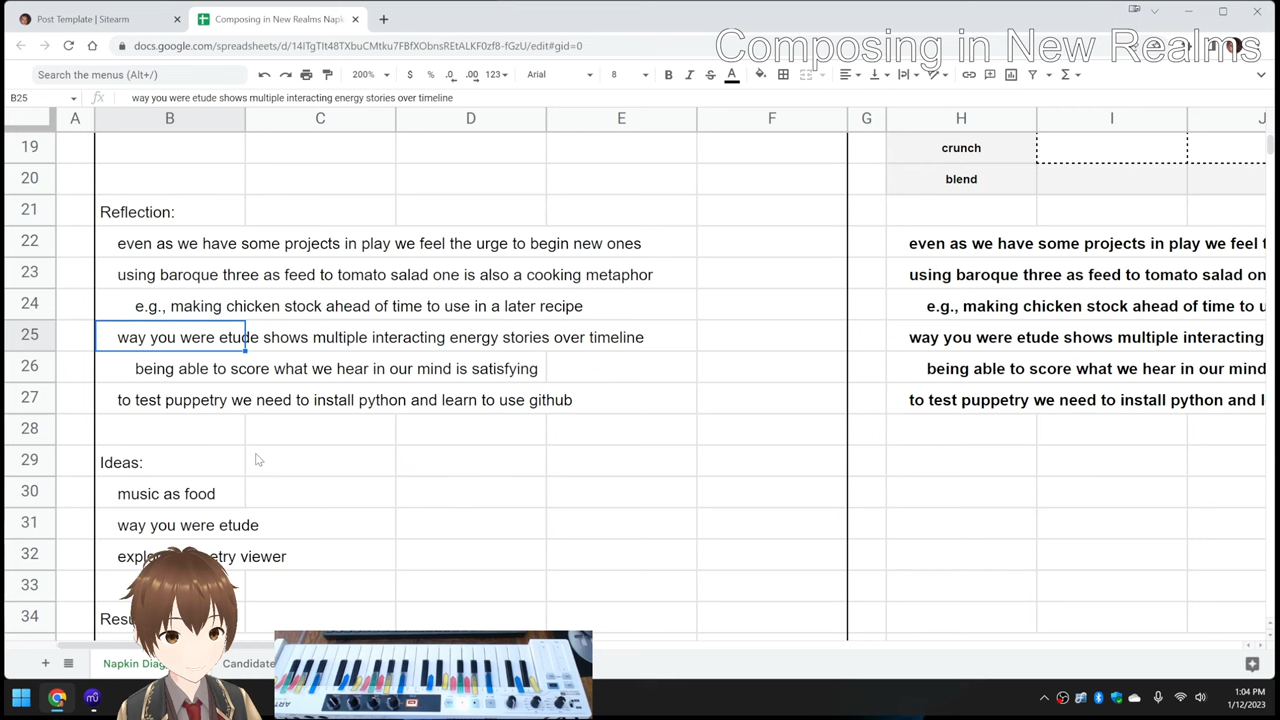 Post Template | Sitearm
Composing in New Realms Napk
docs.google.com/spreadsheets/d/14ITgTIt48TXbuCMtku7FBfXObnsREtALKF0zf8-fGzU/edit#gid=0
Composing in New Realms
Search the menus (Alt+/)
200%
$ % .0 .00 123
Arial
8
B I S A
B25
fx
way you were etude shows multiple interacting energy stories over timeline
A B C D E F G H I J
19 crunch
20 blend
21 Reflection:
22 even as we have some projects in play we feel the urge to begin new ones even as we have some projects in play we feel t
23 using baroque three as feed to tomato salad one is also a cooking metaphor using baroque three as feed to tomato salad on
24 e.g., making chicken stock ahead of time to use in a later recipe e.g., making chicken stock ahead of time to u
25 way you were etude shows multiple interacting energy stories over timeline way you were etude shows multiple interacting
26 being able to score what we hear in our mind is satisfying being able to score what we hear in our mind
27 to test puppetry we need to install python and learn to use github to test puppetry we need to install python and l
28
29 Ideas:
30 music as food
31 way you were etude
32 explo etry viewer
33
34 Resu
Napkin Diag
Candidate
ART
1:04 PM
1/12/2023